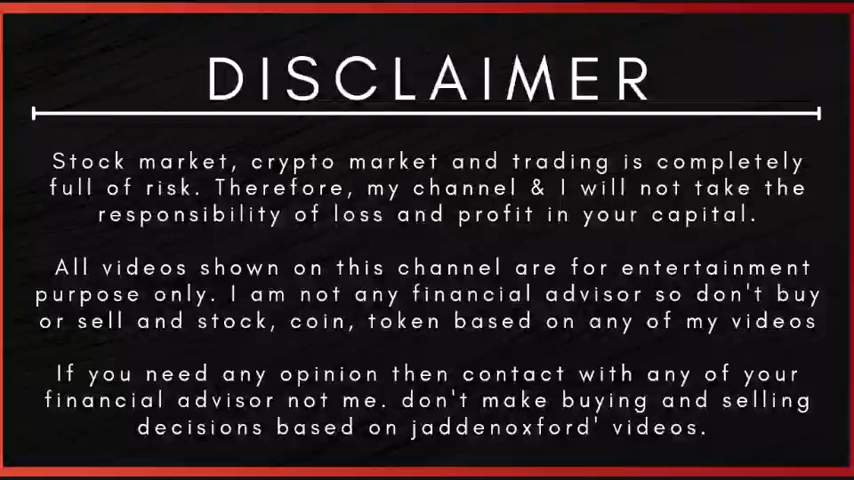 DISCLAIMER
Stock market, crypto market and trading is completely
full of risk. Therefore, my channel & I will not take the
responsibility of loss and profit in your capital.
All videos shown on this channel are for entertainment
purpose only. I am not any financial advisor so don't buy
or sell and stock, coin, token based on any of my videos
If you need any opinion then contact with any of your
financial advisor not me. don't make buying and selling
decisions based on jaddenoxford' videos.